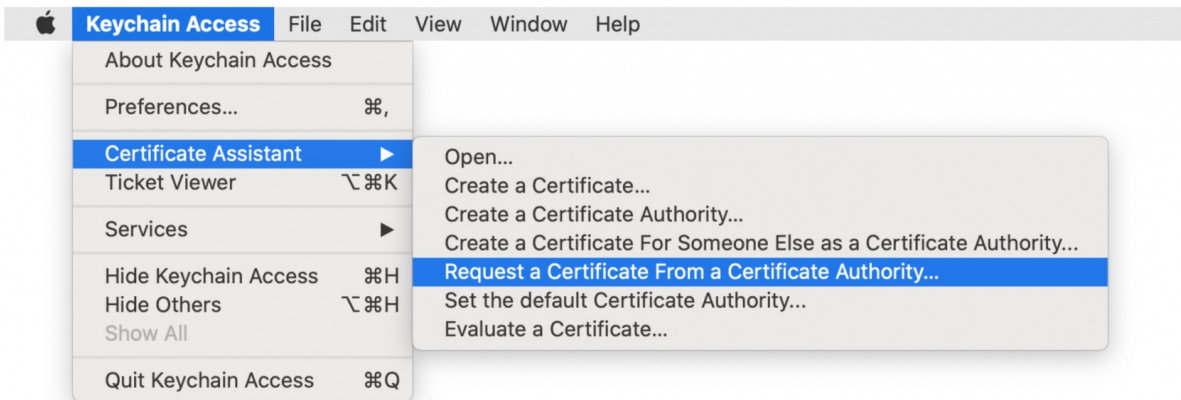 Keychain Access File Edit View Window Help
About Keychain Access
Preferences... ⌘,
Certificate Assistant ▶
Ticket Viewer ⌥⌘K
Services ▶
Hide Keychain Access ⌘H
Hide Others ⌥⌘H
Show All
Quit Keychain Access ⌘Q
Open...
Create a Certificate...
Create a Certificate Authority...
Create a Certificate For Someone Else as a Certificate Authority...
Request a Certificate From a Certificate Authority...
Set the default Certificate Authority...
Evaluate a Certificate...